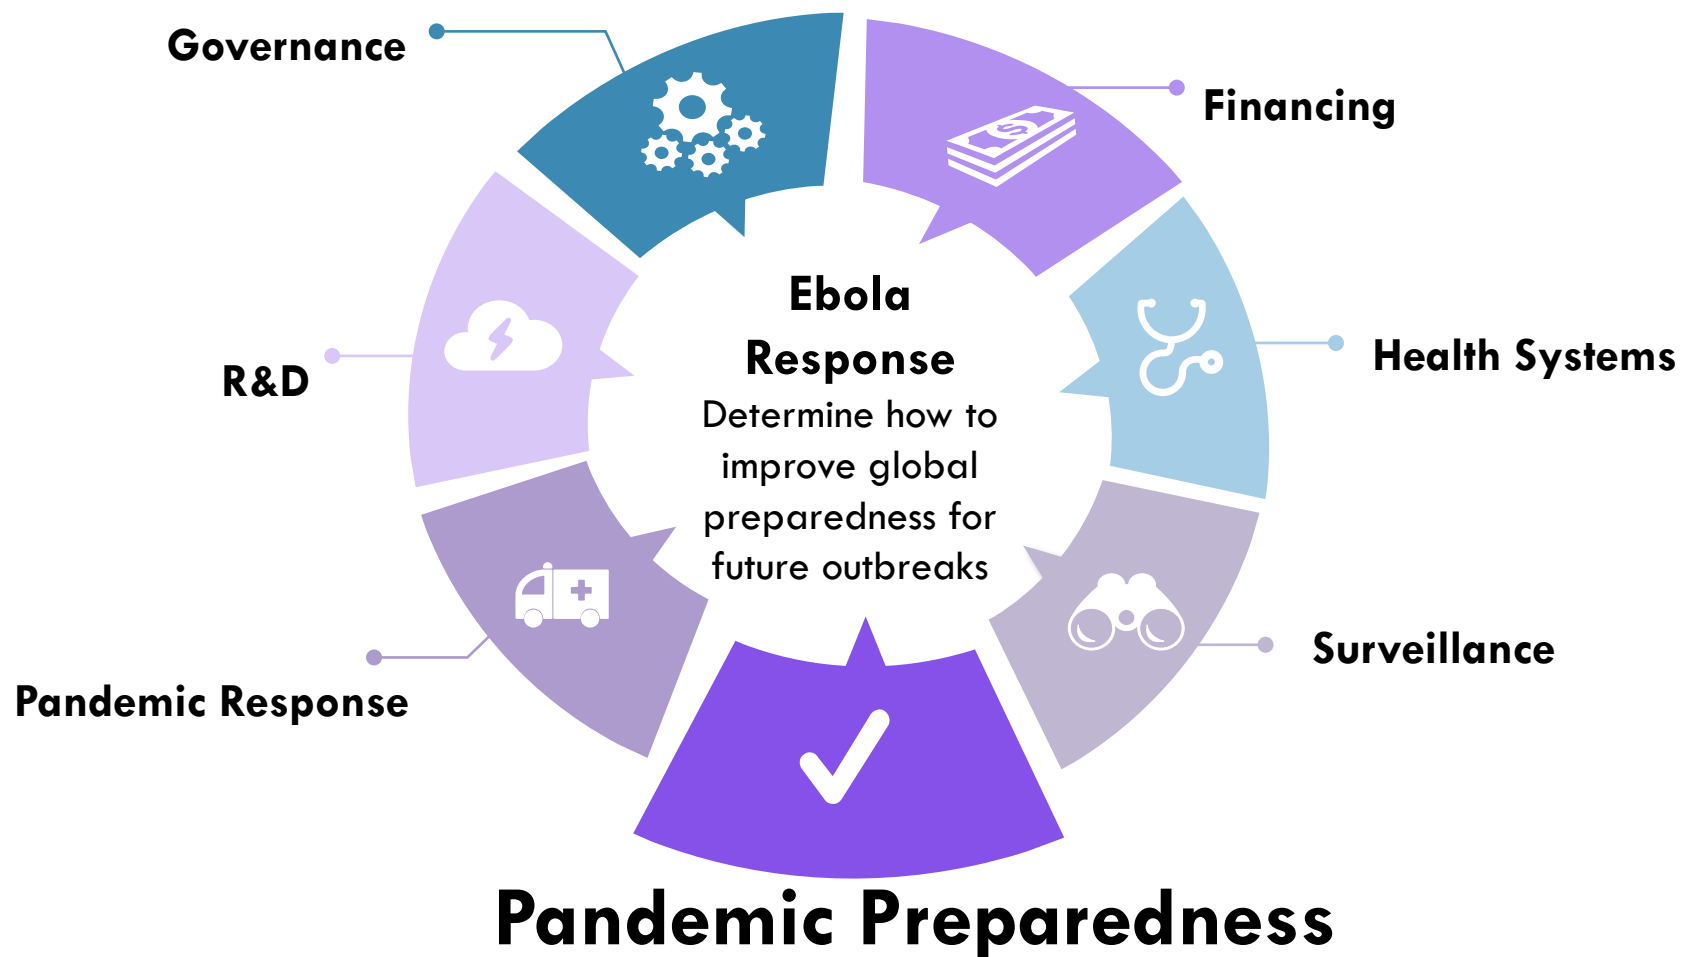 Governance
Financing
Health Systems
Surveillance
Pandemic Preparedness
Pandemic Response
R&D
Ebola
Response
Determine how to
improve global
preparedness for
future outbreaks